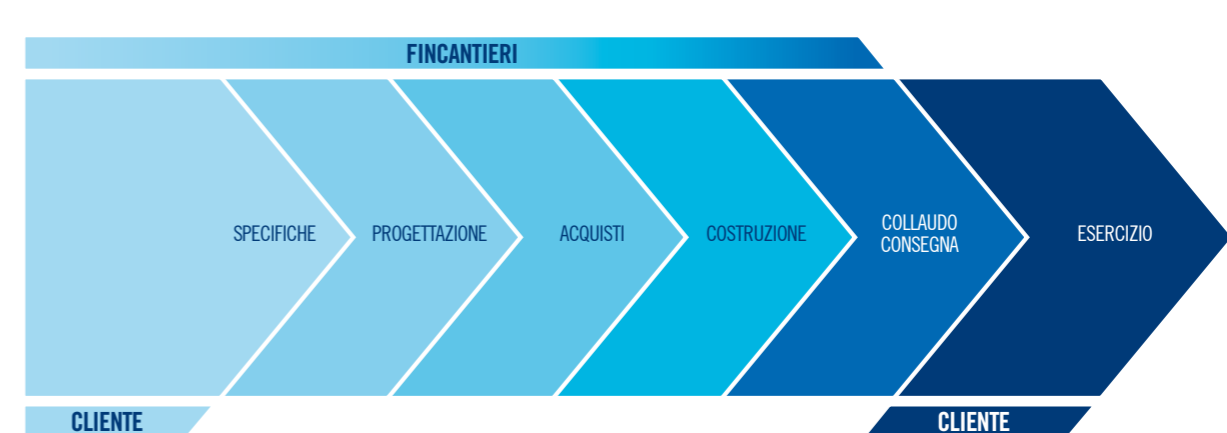 FINCANTIERI
SPECIFICHE
PROGETTAZIONE
ACQUISTI
COSTRUZIONE
COLLAUDO
CONSEGNA
ESERCIZIO
CLIENTE
CLIENTE